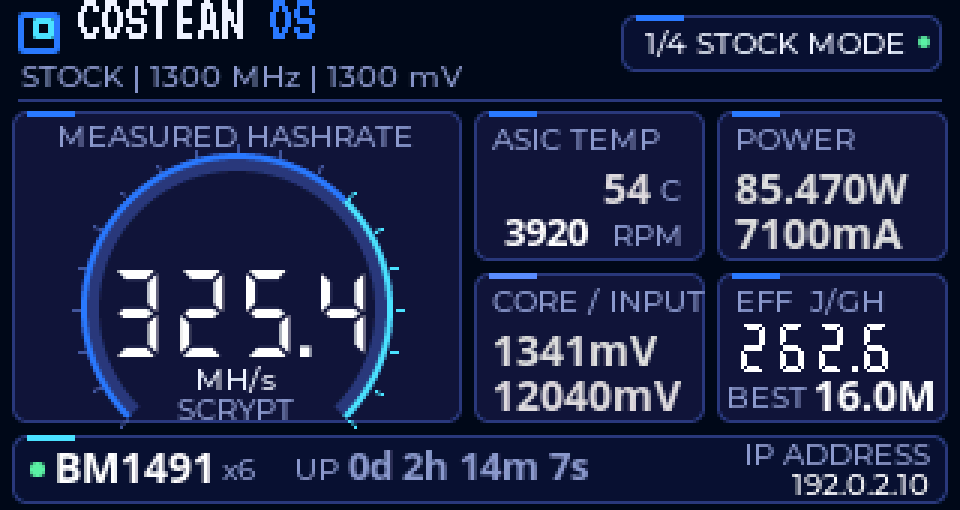 COSTEAN OS
1/4 STOCK MODE
STOCK | 1300 MHz | 1300 mV
MEASURED HASHRATE
325.4
MH/s
SCRYPT
ASIC TEMP
54 C
3920 RPM
POWER
85.470W
7100mA
CORE / INPUT
1341mV
12040mV
EFF J/GH
262.6
BEST 16.0M
BM1491 x6
UP 0d 2h 14m 7s
IP ADDRESS
192.0.2.10